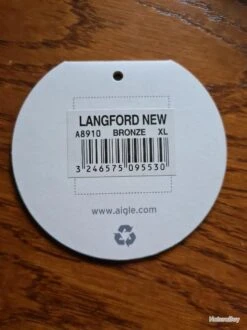 LANGFORD NEW
A8910 BRONZE XL
3 246575 095530
www.aigle.com
NaturaBuy